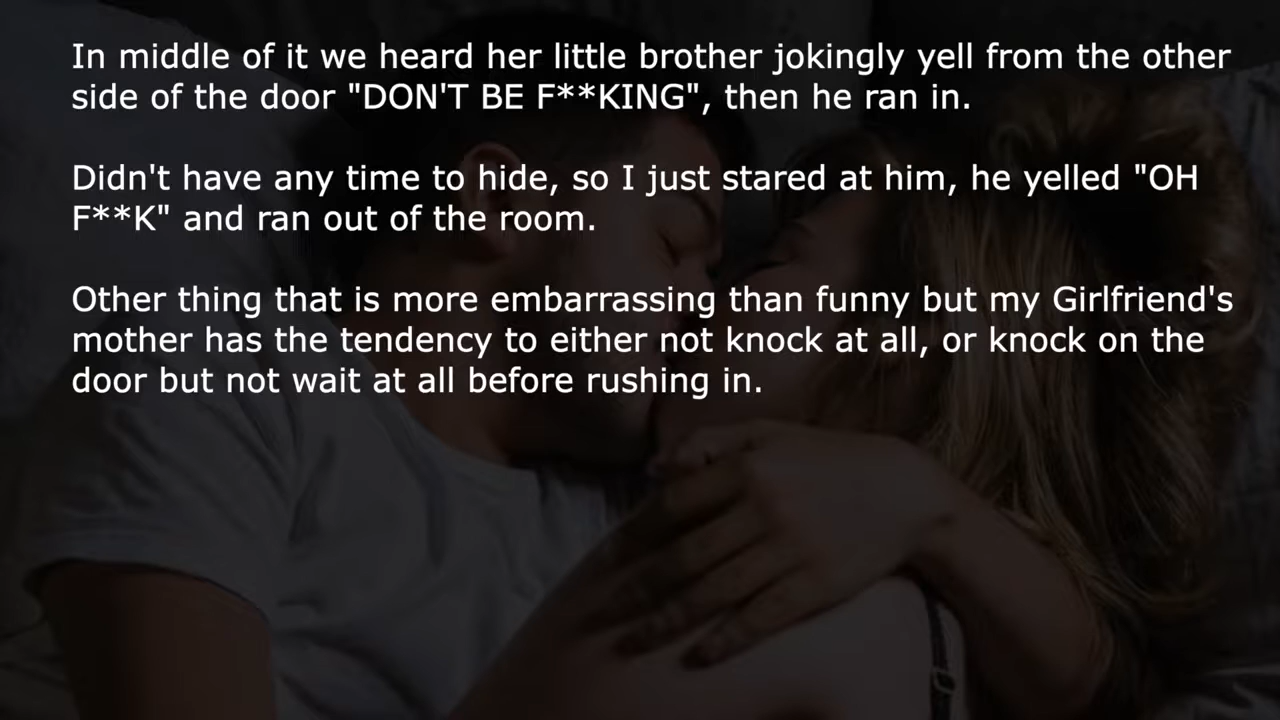 In middle of it we heard her little brother jokingly yell from the other
side of the door "DON'T BE F**KING", then he ran in.
Didn't have any time to hide, so I just stared at him, he yelled "OH
F**K" and ran out of the room.
Other thing that is more embarrassing than funny but my Girlfriend's
mother has the tendency to either not knock at all, or knock on the
door but not wait at all before rushing in.